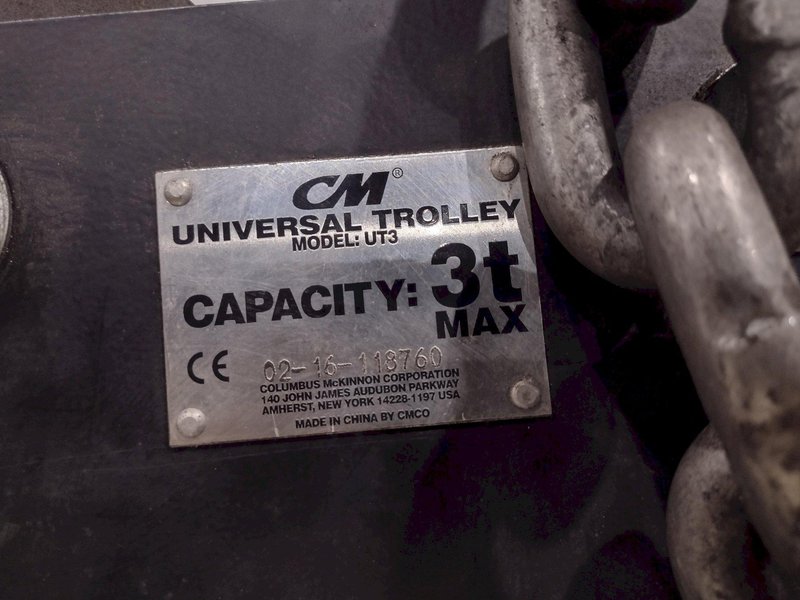 CM®
UNIVERSAL TROLLEY
MODEL: UT3
CAPACITY: 3t
MAX
CE 02-16-118760
COLUMBUS McKINNON CORPORATION
140 JOHN JAMES AUDUBON PARKWAY
AMHERST, NEW YORK 14228-1197 USA
MADE IN CHINA BY CMCO